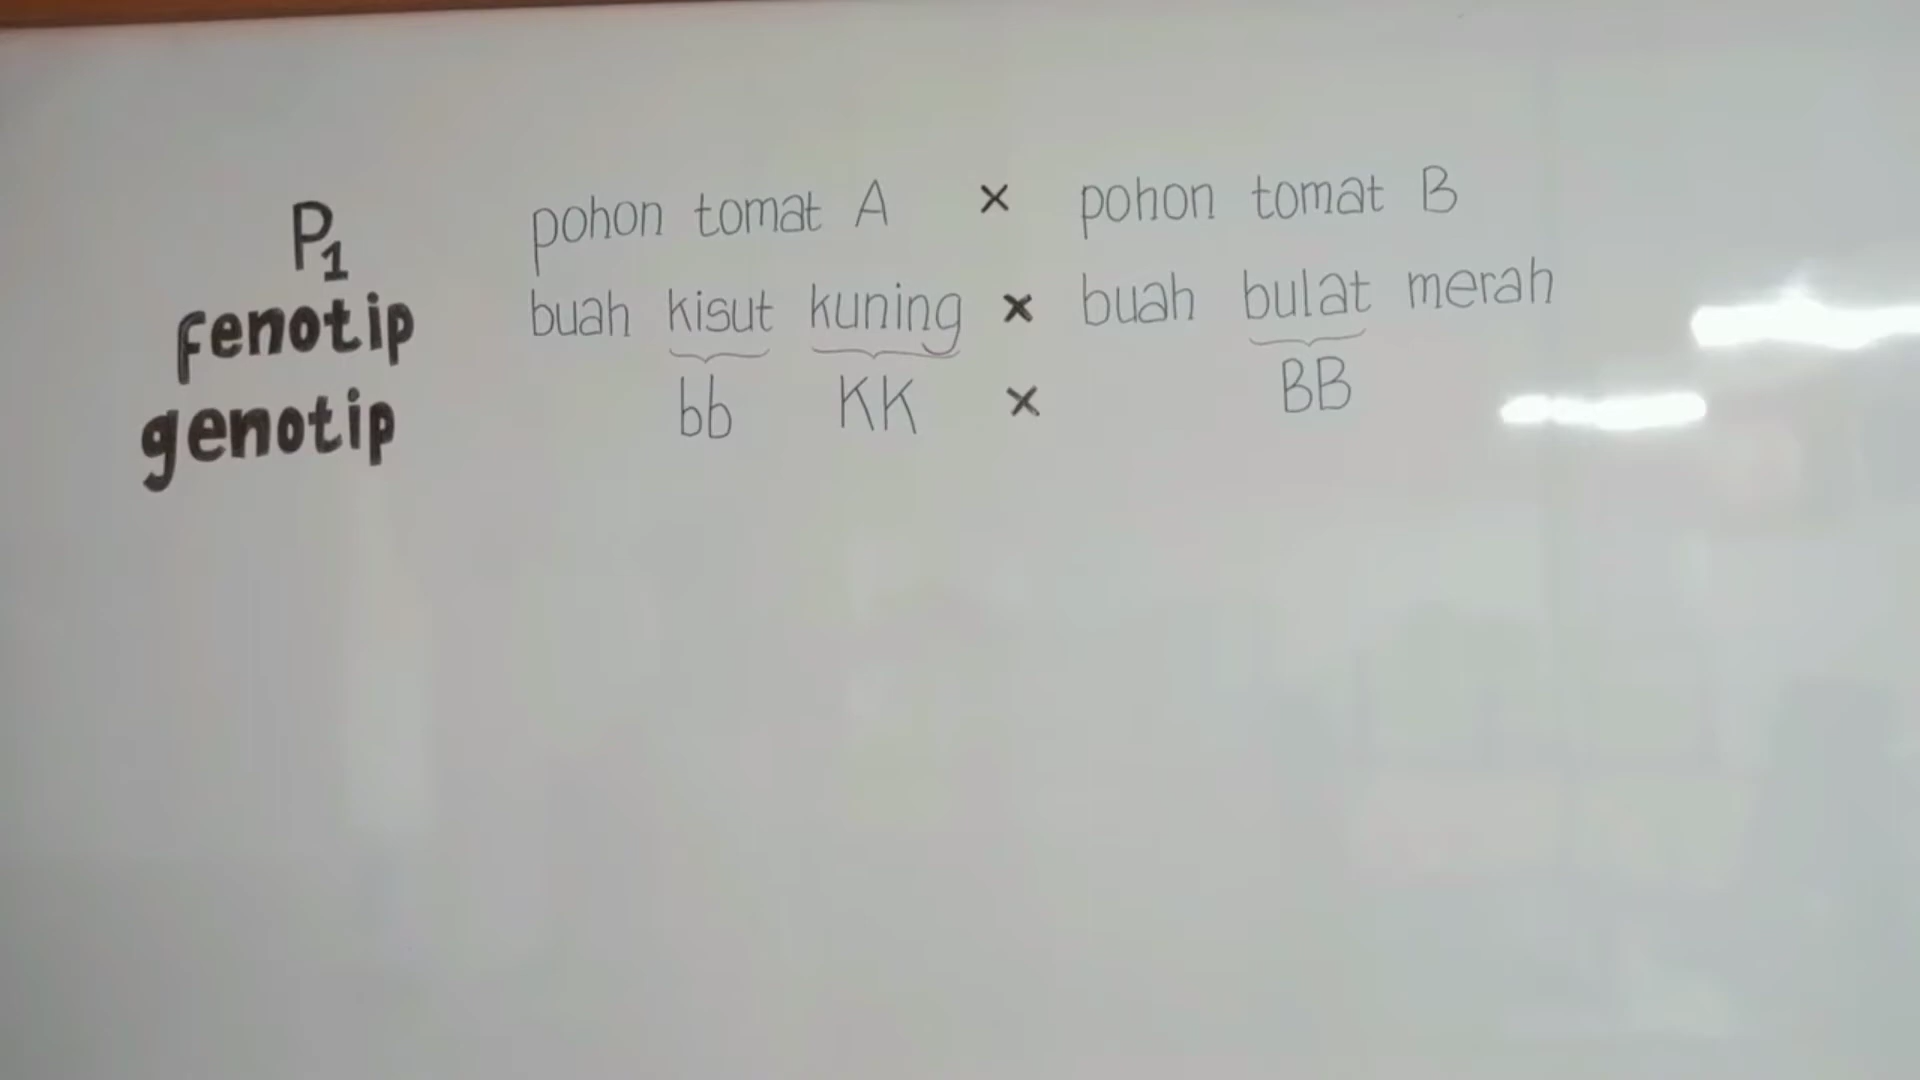 P1 pohon tomat A × pohon tomat B
fenotip buah kisut kuning × buah bulat merah
genotip bb KK × BB